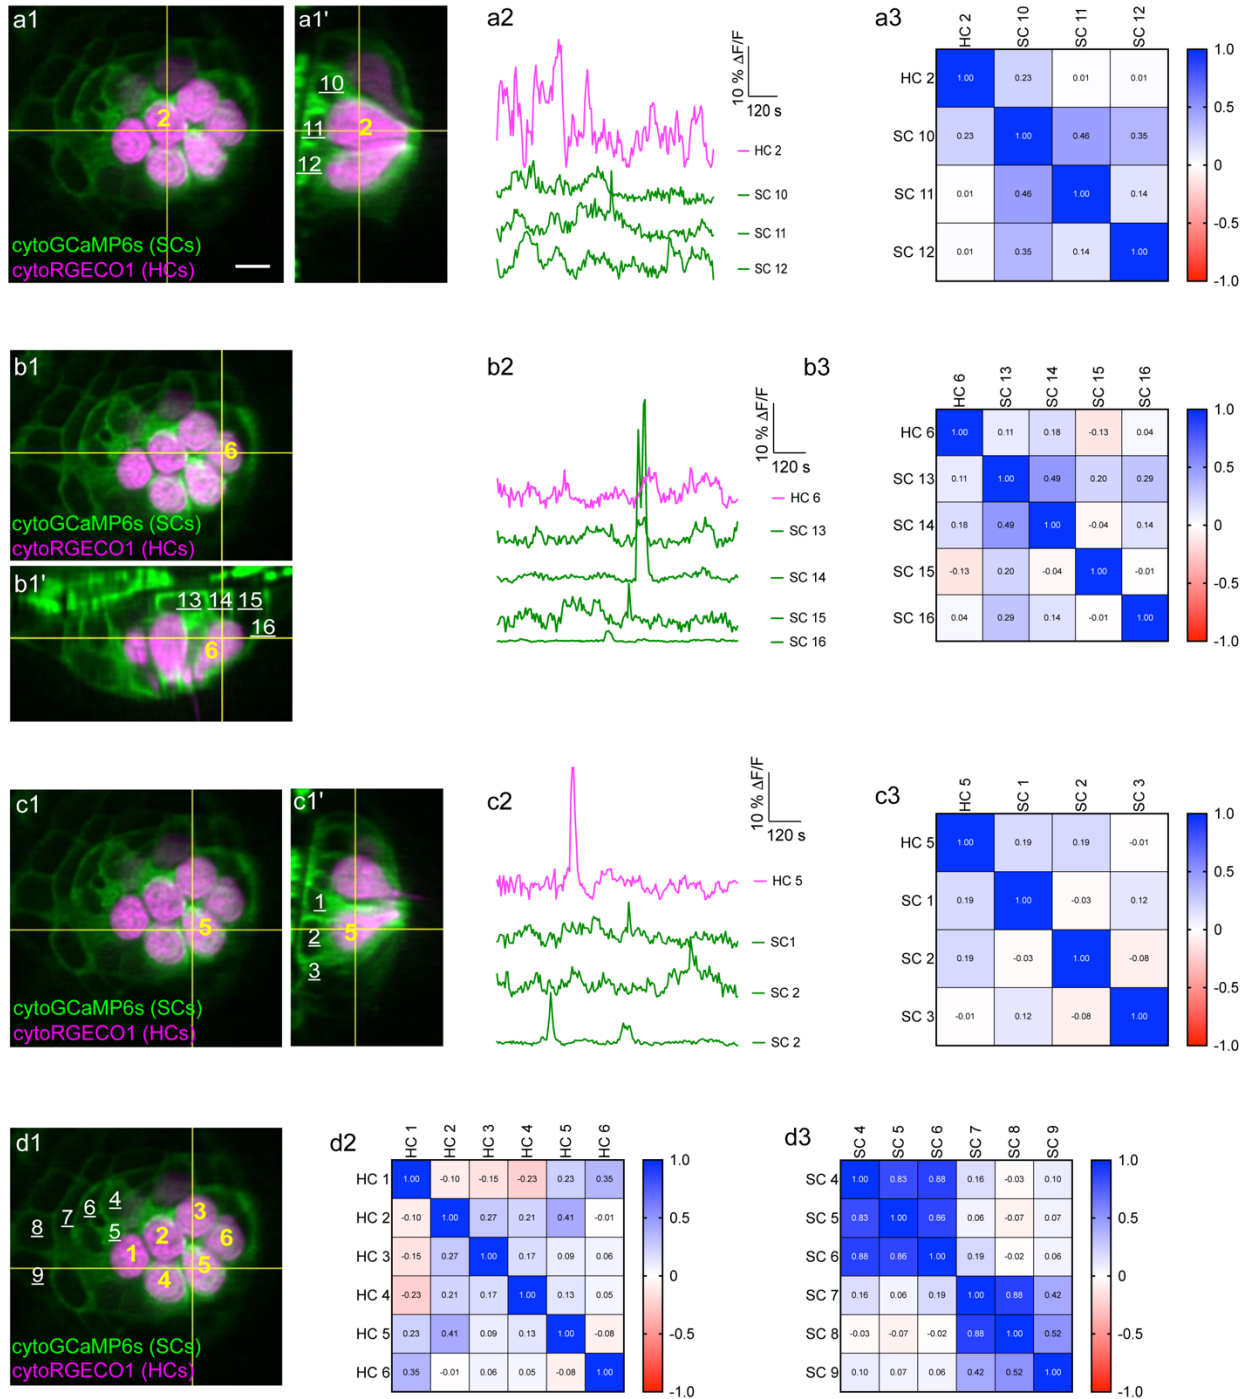 a1
2
cytoGCaMP6s (SCs)
cytoRGECO1 (HCs)
a1'
10
11
2
12
a2
10 % ΔF/F
120 s
HC 2
SC 10
SC 11
SC 12
a3
HC 2 SC 10 SC 11 SC 12
HC 2 1.00 0.23 0.01 0.01
SC 10 0.23 1.00 0.46 0.35
SC 11 0.01 0.46 1.00 0.14
SC 12 0.01 0.35 0.14 1.00
1.0
0.5
0
-0.5
-1.0
b1
6
cytoGCaMP6s (SCs)
cytoRGECO1 (HCs)
b1'
13 14 15
16
6
b2
10 % ΔF/F
120 s
HC 6
SC 13
SC 14
SC 15
SC 16
b3
HC 6 SC 13 SC 14 SC 15 SC 16
HC 6 1.00 0.11 0.18 -0.13 0.04
SC 13 0.11 1.00 0.49 0.20 0.29
SC 14 0.18 0.49 1.00 -0.04 0.14
SC 15 -0.13 0.20 -0.04 1.00 -0.01
SC 16 0.04 0.29 0.14 -0.01 1.00
1.0
0.5
0
-0.5
-1.0
c1
5
cytoGCaMP6s (SCs)
cytoRGECO1 (HCs)
c1'
1
2
5
3
c2
10 % ΔF/F
120 s
HC 5
SC1
SC 2
SC 2
c3
HC 5 SC 1 SC 2 SC 3
HC 5 1.00 0.19 0.19 -0.01
SC 1 0.19 1.00 -0.03 0.12
SC 2 0.19 -0.03 1.00 -0.08
SC 3 -0.01 0.12 -0.08 1.00
1.0
0.5
0
-0.5
-1.0
d1
4
6
7
8
5
3
2
6
1
5
9
4
cytoGCaMP6s (SCs)
cytoRGECO1 (HCs)
d2
HC 1 HC 2 HC 3 HC 4 HC 5 HC 6
HC 1 1.00 -0.10 -0.15 -0.23 0.23 0.35
HC 2 -0.10 1.00 0.27 0.21 0.41 -0.01
HC 3 -0.15 0.27 1.00 0.17 0.09 0.06
HC 4 -0.23 0.21 0.17 1.00 0.13 0.05
HC 5 0.23 0.41 0.09 0.13 1.00 -0.08
HC 6 0.35 -0.01 0.06 0.05 -0.08 1.00
1.0
0.5
0
-0.5
-1.0
d3
SC 4 SC 5 SC 6 SC 7 SC 8 SC 9
SC 4 1.00 0.83 0.88 0.16 -0.03 0.10
SC 5 0.83 1.00 0.86 0.06 -0.07 0.07
SC 6 0.88 0.86 1.00 0.19 -0.02 0.06
SC 7 0.16 0.06 0.19 1.00 0.88 0.42
SC 8 -0.03 -0.07 -0.02 0.88 1.00 0.52
SC 9 0.10 0.07 0.06 0.42 0.52 1.00
1.0
0.5
0
-0.5
-1.0